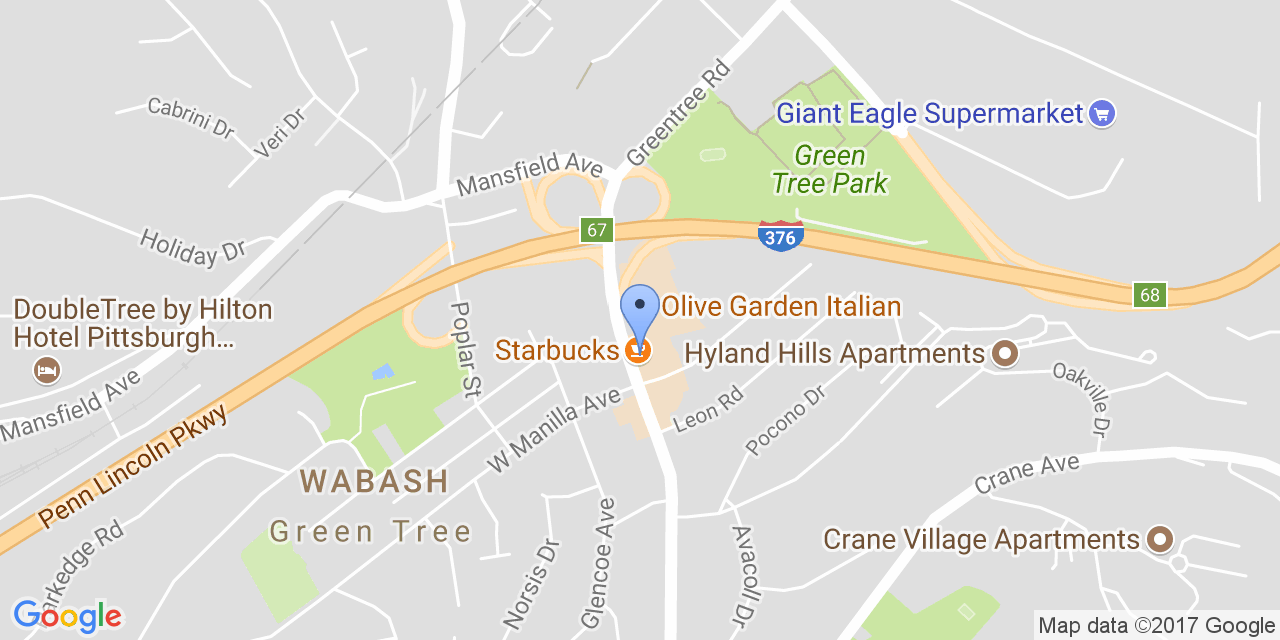 Greentree Rd
Cabrini Dr
Veri Dr
Giant Eagle Supermarket
Mansfield Ave
Green
Tree Park
67
376
Holiday Dr
68
DoubleTree by Hilton
Hotel Pittsburgh...
Olive Garden Italian
Poplar St
Starbucks
Hyland Hills Apartments
Mansfield Ave
Oakville Dr
Leon Rd
Pocono Dr
W Manilla Ave
Penn Lincoln Pkwy
WABASH
Crane Ave
Green Tree
Crane Village Apartments
arkedge Rd
Norsis Dr
Glencoe Ave
Avacoll Dr
Google
Map data ©2017 Google